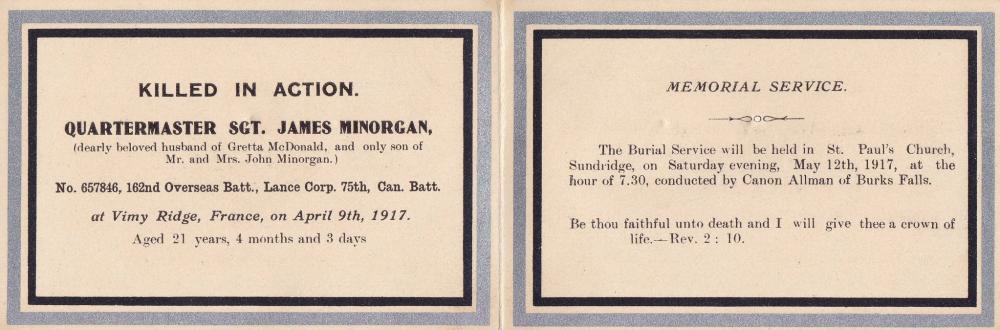 KILLED IN ACTION.
QUARTERMASTER SGT. JAMES MINORGAN,
(dearly beloved husband of Gretta McDonald, and only son of
Mr. and Mrs. John Minorgan.)
No. 657846, 162nd Overseas Batt., Lance Corp. 75th, Can. Batt.
at Vimy Ridge, France, on April 9th, 1917.
Aged 21 years, 4 months and 3 days
MEMORIAL SERVICE.
The Burial Service will be held in St. Paul's Church,
Sundridge, on Saturday evening, May 12th, 1917, at the
hour of 7.30, conducted by Canon Allman of Burks Falls.
Be thou faithful unto death and I will give thee a crown of
life.—Rev. 2 : 10.